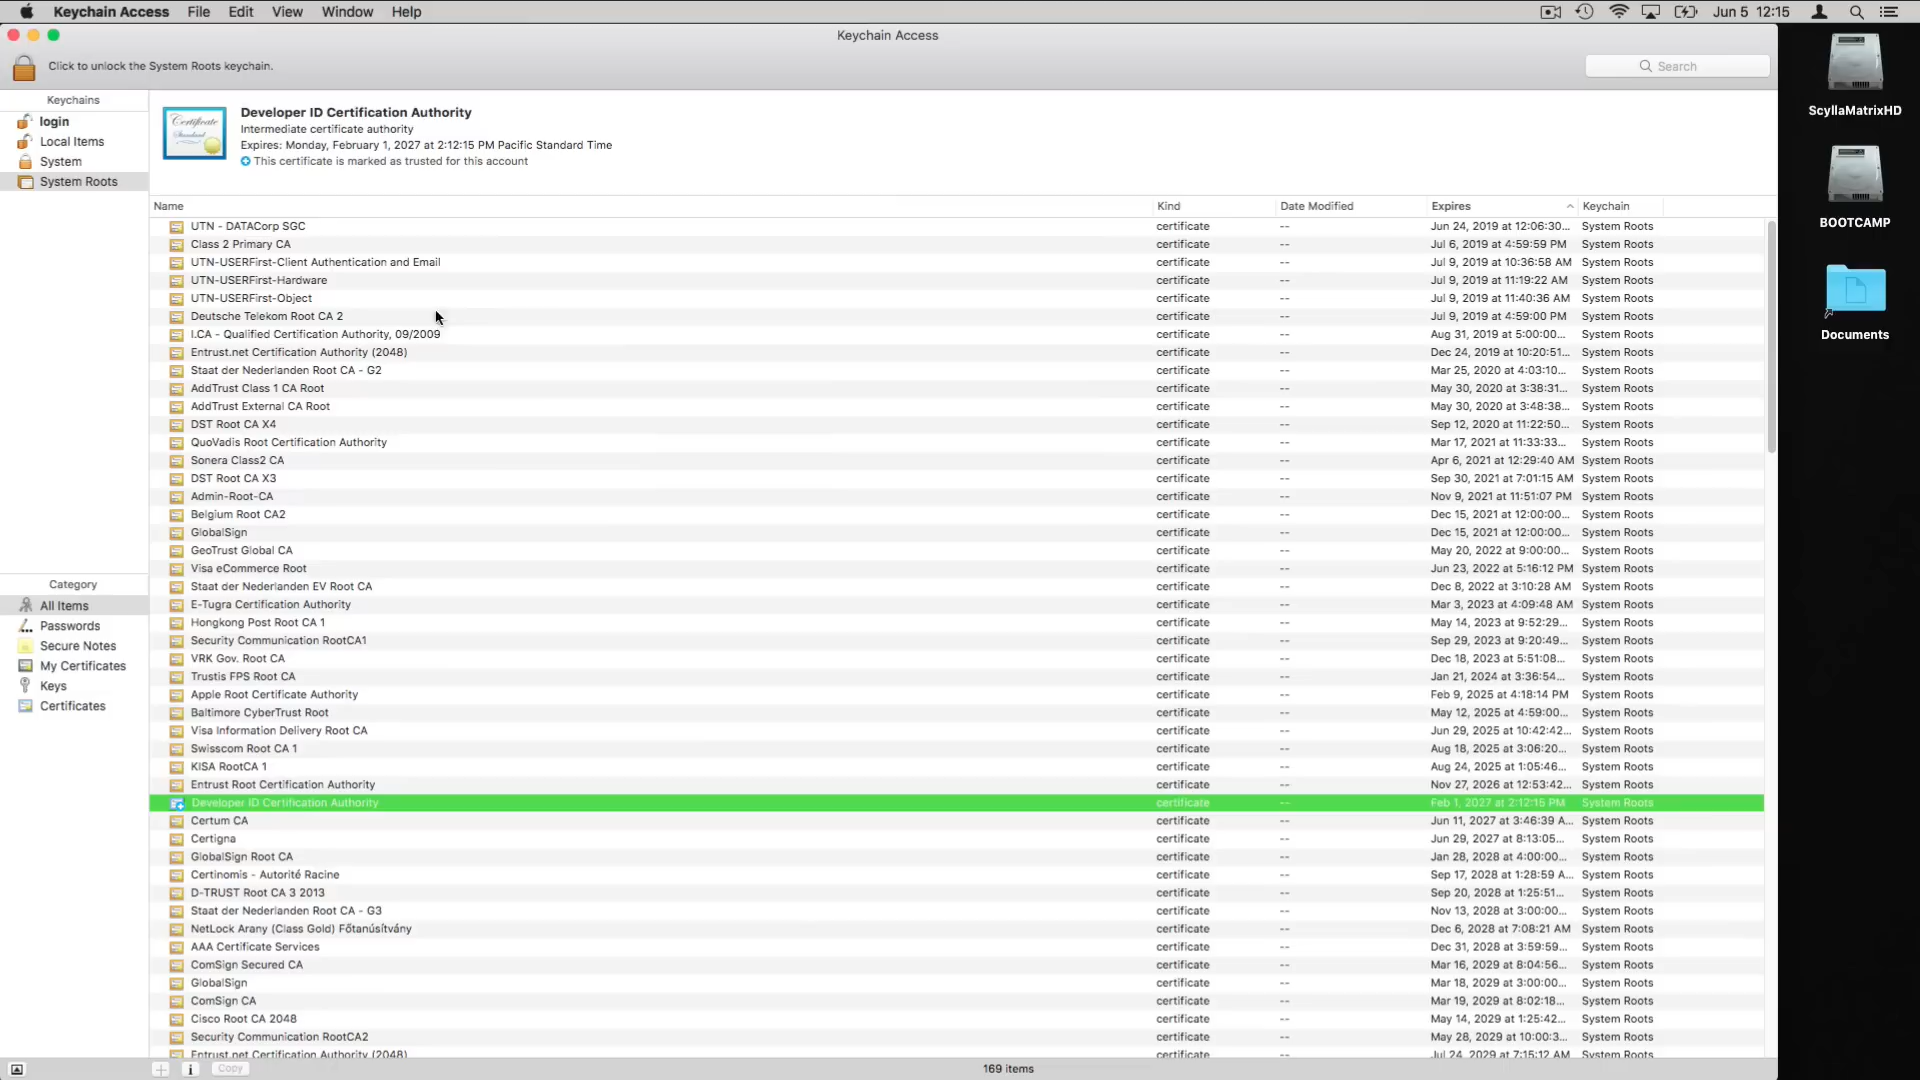 Keychain Access File Edit View Window Help Jun 5 12:15
Keychain Access
Click to unlock the System Roots keychain. Search
Keychains
login
Local Items
System
System Roots
Category
All Items
Passwords
Secure Notes
My Certificates
Keys
Certificates
Certificate
Standard
Developer ID Certification Authority
Intermediate certificate authority
Expires: Monday, February 1, 2027 at 2:12:15 PM Pacific Standard Time
This certificate is marked as trusted for this account
Name Kind Date Modified Expires Keychain
UTN - DATACorp SGC certificate -- Jun 24, 2019 at 12:06:30... System Roots
Class 2 Primary CA certificate -- Jul 6, 2019 at 4:59:59 PM System Roots
UTN-USERFirst-Client Authentication and Email certificate -- Jul 9, 2019 at 10:36:58 AM System Roots
UTN-USERFirst-Hardware certificate -- Jul 9, 2019 at 11:19:22 AM System Roots
UTN-USERFirst-Object certificate -- Jul 9, 2019 at 11:40:36 AM System Roots
Deutsche Telekom Root CA 2 certificate -- Jul 9, 2019 at 4:59:00 PM System Roots
I.CA - Qualified Certification Authority, 09/2009 certificate -- Aug 31, 2019 at 5:00:00... System Roots
Entrust.net Certification Authority (2048) certificate -- Dec 24, 2019 at 10:20:51... System Roots
Staat der Nederlanden Root CA - G2 certificate -- Mar 25, 2020 at 4:03:10... System Roots
AddTrust Class 1 CA Root certificate -- May 30, 2020 at 3:38:31... System Roots
AddTrust External CA Root certificate -- May 30, 2020 at 3:48:38... System Roots
DST Root CA X4 certificate -- Sep 12, 2020 at 11:22:50... System Roots
QuoVadis Root Certification Authority certificate -- Mar 17, 2021 at 11:33:33... System Roots
Sonera Class2 CA certificate -- Apr 6, 2021 at 12:29:40 AM System Roots
DST Root CA X3 certificate -- Sep 30, 2021 at 7:01:15 AM System Roots
Admin-Root-CA certificate -- Nov 9, 2021 at 11:51:07 PM System Roots
Belgium Root CA2 certificate -- Dec 15, 2021 at 12:00:00... System Roots
GlobalSign certificate -- Dec 15, 2021 at 12:00:00... System Roots
GeoTrust Global CA certificate -- May 20, 2022 at 9:00:00... System Roots
Visa eCommerce Root certificate -- Jun 23, 2022 at 5:16:12 PM System Roots
Staat der Nederlanden EV Root CA certificate -- Dec 8, 2022 at 3:10:28 AM System Roots
E-Tugra Certification Authority certificate -- Mar 3, 2023 at 4:09:48 AM System Roots
Hongkong Post Root CA 1 certificate -- May 14, 2023 at 9:52:29... System Roots
Security Communication RootCA1 certificate -- Sep 29, 2023 at 9:20:49... System Roots
VRK Gov. Root CA certificate -- Dec 18, 2023 at 5:51:08... System Roots
Trustis FPS Root CA certificate -- Jan 21, 2024 at 3:36:54... System Roots
Apple Root Certificate Authority certificate -- Feb 9, 2025 at 4:18:14 PM System Roots
Baltimore CyberTrust Root certificate -- May 12, 2025 at 4:59:00... System Roots
Visa Information Delivery Root CA certificate -- Jun 29, 2025 at 10:42:42... System Roots
Swisscom Root CA 1 certificate -- Aug 18, 2025 at 3:06:20... System Roots
KISA RootCA 1 certificate -- Aug 24, 2025 at 1:05:46... System Roots
Entrust Root Certification Authority certificate -- Nov 27, 2026 at 12:53:42... System Roots
Developer ID Certification Authority certificate -- Feb 1, 2027 at 2:12:15 PM System Roots
Certum CA certificate -- Jun 11, 2027 at 3:46:39 A... System Roots
Certigna certificate -- Jun 29, 2027 at 8:13:05... System Roots
GlobalSign Root CA certificate -- Jan 28, 2028 at 4:00:00... System Roots
Certinomis - Autorité Racine certificate -- Sep 17, 2028 at 1:28:59 A... System Roots
D-TRUST Root CA 3 2013 certificate -- Sep 20, 2028 at 1:25:51... System Roots
Staat der Nederlanden Root CA - G3 certificate -- Nov 13, 2028 at 3:00:00... System Roots
NetLock Arany (Class Gold) Főtanúsítvány certificate -- Dec 6, 2028 at 7:08:21 AM System Roots
AAA Certificate Services certificate -- Dec 31, 2028 at 3:59:59... System Roots
ComSign Secured CA certificate -- Mar 16, 2029 at 8:04:56... System Roots
GlobalSign certificate -- Mar 18, 2029 at 3:00:00... System Roots
ComSign CA certificate -- Mar 19, 2029 at 8:02:18... System Roots
Cisco Root CA 2048 certificate -- May 14, 2029 at 1:25:42... System Roots
Security Communication RootCA2 certificate -- May 28, 2029 at 10:00:3... System Roots
Entrust.net Certification Authority (2048) certificate -- Jul 24, 2029 at 7:15:12 AM System Roots
Copy 169 items
ScyllaMatrixHD
BOOTCAMP
Documents